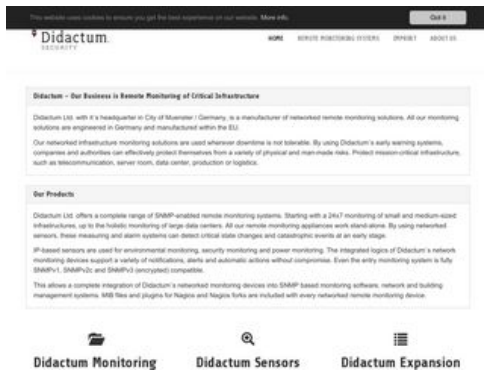 This website uses cookies to ensure you get the best experience on our website. More info.
Got it
Didactum
SECURITY
HOME
REMOTE MONITORING SYSTEMS
IMPRINT
ABOUT US
Didactum - Our Business is Remote Monitoring of Critical Infrastructure
Didactum Ltd. with it´s headquarter in City of Muenster / Germany, is a manufacturer of networked remote monitoring solutions. All our monitoring
solutions are engineered in Germany and manufactured within the EU.
Our networked infrastructure monitoring solutions are used wherever downtime is not tolerable. By using Didactum´s early warning systems,
companies and authorities can effectively protect themselves from a variety of physical and man-made risks. Protect mission-critical infrastructure,
such as telecommunication, server room, data center, production or logistics.
Our Products
Didactum Ltd. offers a complete range of SNMP-enabled remote monitoring systems. Starting with a 24x7 monitoring of small and medium-sized
infrastructures, up to the holistic monitoring of large data centers. All our remote monitoring appliances work stand-alone. By using networked
sensors, these measuring and alarm systems can detect critical state changes and catastrophic events at an early stage.
IP-based sensors are used for environmental monitoring, security monitoring and power monitoring. The integrated logics of Didactum´s network
monitoring devices support a variety of notifications, alerts and automatic actions without compromise. Even the entry monitoring system is fully
SNMPv1, SNMPv2c and SNMPv3 (encrypted) compatible.
This allows a complete integration of Didactum´s networked monitoring devices into SNMP based monitoring software, network and building
management systems. MIB files and plugins for Nagios and Nagios forks are included with every networked remote monitoring device.
Didactum Monitoring
Didactum Sensors
Didactum Expansion